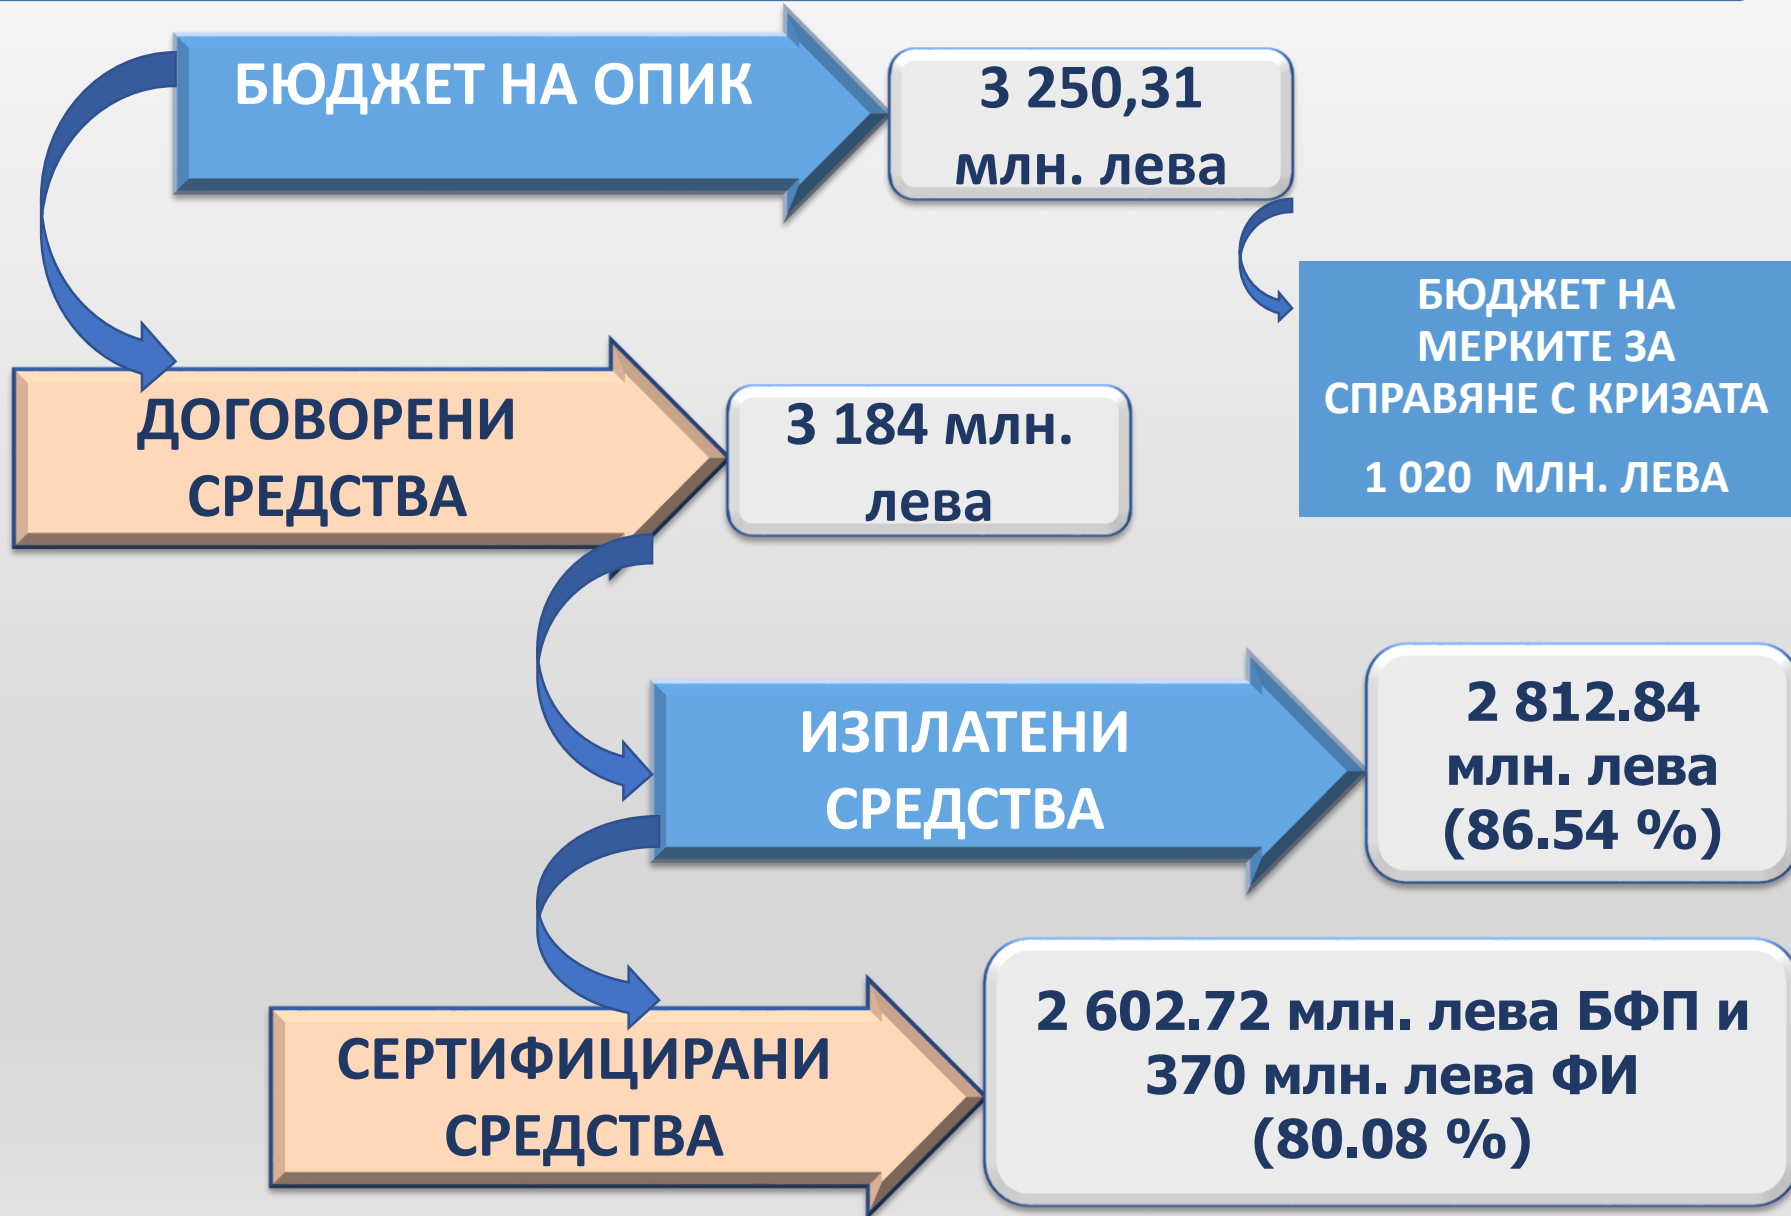 БЮДЖЕТ НА ОПИК
3 250,31
млн. лева
БЮДЖЕТ НА
МЕРКИТЕ ЗА
СПРАВЯНЕ С КРИЗАТА
1 020 МЛН. ЛЕВА
ДОГОВОРЕНИ
СРЕДСТВА
3 184 млн.
лева
ИЗПЛАТЕНИ
СРЕДСТВА
2 812.84
млн. лева
(86.54 %)
СЕРТИФИЦИРАНИ
СРЕДСТВА
2 602.72 млн. лева БФП и
370 млн. лева ФИ
(80.08 %)